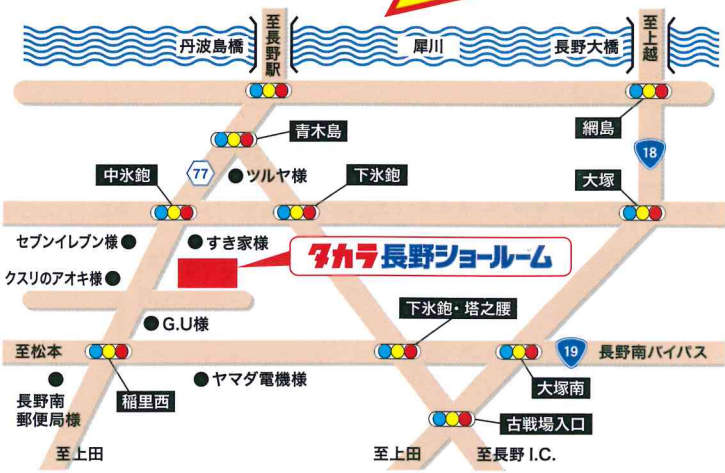 至長野駅
至上越
丹波島橋
犀川
長野大橋
青木島
綱島
77
18
中氷鉋
ツルヤ様
下氷鉋
大塚
セブンイレブン様
すき家様
タカラ長野ショールーム
クスリのアオキ様
下氷鉋・塔之腰
G.U様
至松本
19
長野南バイパス
大塚南
ヤマダ電機様
稲里西
長野南
郵便局様
古戦場入口
至上田
至上田
至長野I.C.